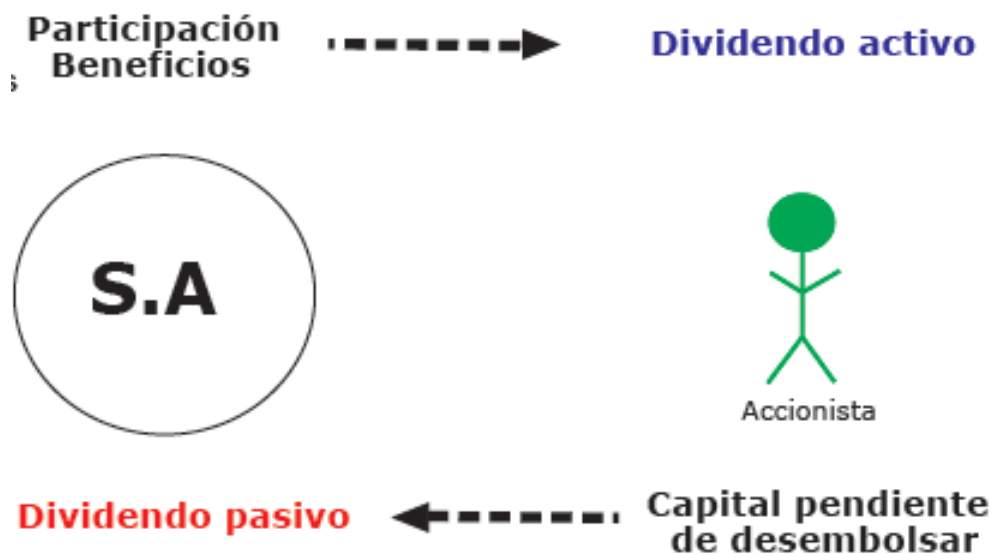 Participación
Beneficios
Dividendo activo
s
S.A
Accionista
Dividendo pasivo
Capital pendiente
de desembolsar